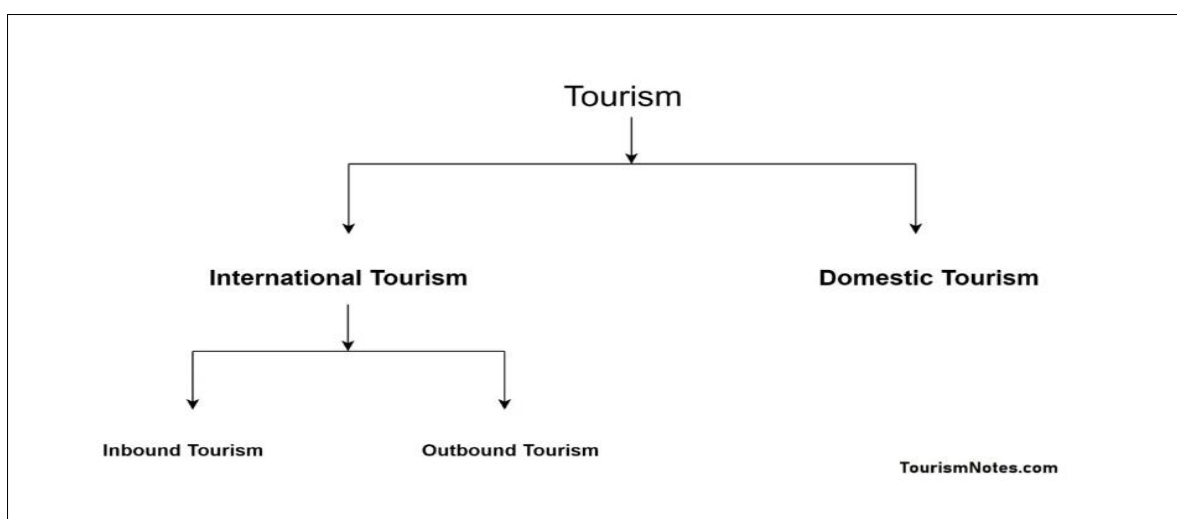 Tourism
International Tourism
Domestic Tourism
Inbound Tourism
Outbound Tourism
TourismNotes.com